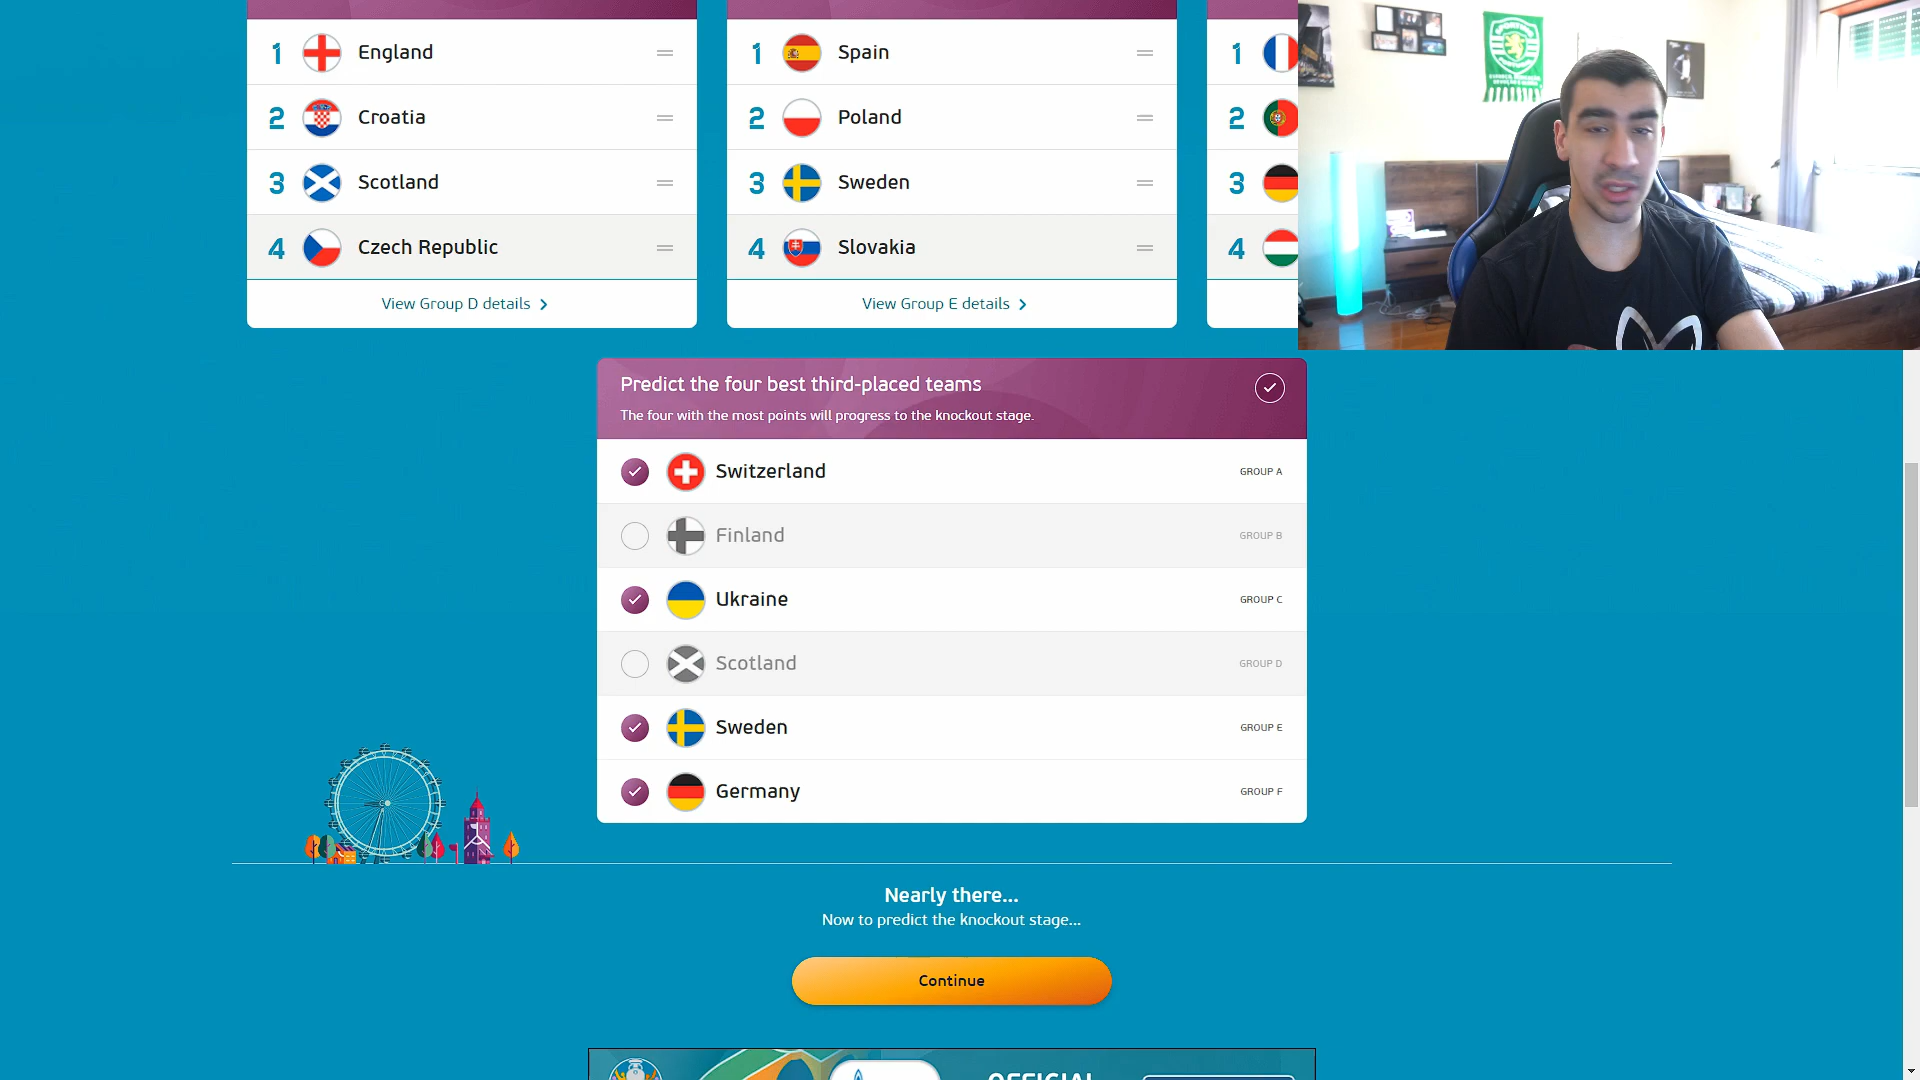 1 England
2 Croatia
3 Scotland
4 Czech Republic
View Group D details
1 Spain
2 Poland
3 Sweden
4 Slovakia
View Group E details
1
2
3
4
Predict the four best third-placed teams
The four with the most points will progress to the knockout stage.
Switzerland GROUP A
Finland GROUP B
Ukraine GROUP C
Scotland GROUP D
Sweden GROUP E
Germany GROUP F
Nearly there...
Now to predict the knockout stage...
Continue
OFFICIAL